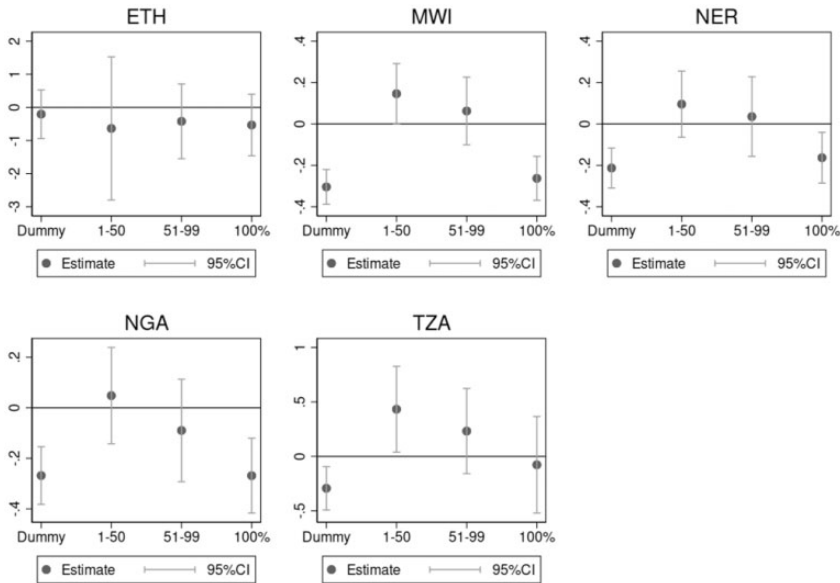 ETH
2
1
0
-1
-2
-3
Dummy 1-50 51-99 100%
Estimate 95%CI
MWI
.4
.2
0
-.2
-.4
Dummy 1-50 51-99 100%
Estimate 95%CI
NER
.4
.2
0
-.2
-.4
Dummy 1-50 51-99 100%
Estimate 95%CI
NGA
.2
0
-.2
-.4
Dummy 1-50 51-99 100%
Estimate 95%CI
TZA
1
.5
0
-.5
Dummy 1-50 51-99 100%
Estimate 95%CI